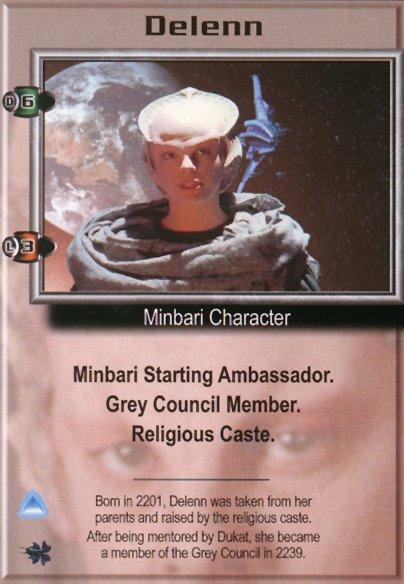 Delenn
D 6
L 3
Minbari Character
Minbari Starting Ambassador.
Grey Council Member.
Religious Caste.
Born in 2201, Delenn was taken from her
parents and raised by the religious caste.
After being mentored by Dukat, she became
a member of the Grey Council in 2239.